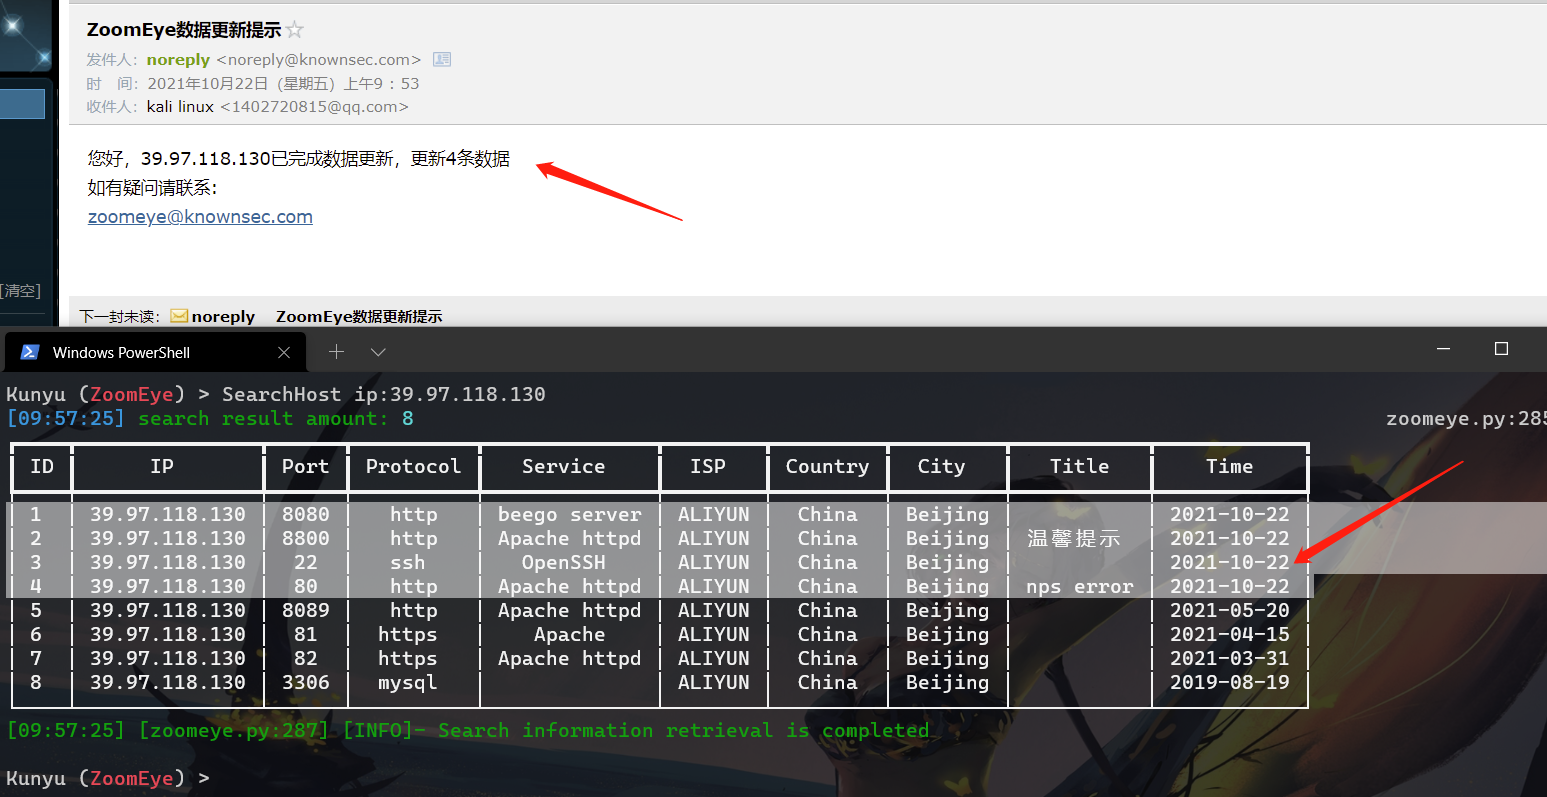 ZoomEye数据更新提示
发件人: noreply <noreply@knownsec.com>
时 间: 2021年10月22日（星期五）上午9：53
收件人: kali linux <1402720815@qq.com>
您好，39.97.118.130已完成数据更新，更新4条数据
如有疑问请联系:
zoomeye@knownsec.com
[清空]
下一封未读: noreply ZoomEye数据更新提示
Windows PowerShell
Kunyu (ZoomEye) > SearchHost ip:39.97.118.130
[09:57:25] search result amount: 8 zoomeye.py:285
ID IP Port Protocol Service ISP Country City Title Time
1 39.97.118.130 8080 http beego server ALIYUN China Beijing 2021-10-22
2 39.97.118.130 8800 http Apache httpd ALIYUN China Beijing 温馨提示 2021-10-22
3 39.97.118.130 22 ssh OpenSSH ALIYUN China Beijing 2021-10-22
4 39.97.118.130 80 http Apache httpd ALIYUN China Beijing nps error 2021-10-22
5 39.97.118.130 8089 http Apache httpd ALIYUN China Beijing 2021-05-20
6 39.97.118.130 81 https Apache ALIYUN China Beijing 2021-04-15
7 39.97.118.130 82 https Apache httpd ALIYUN China Beijing 2021-03-31
8 39.97.118.130 3306 mysql ALIYUN China Beijing 2019-08-19
[09:57:25] [zoomeye.py:287] [INFO]- Search information retrieval is completed
Kunyu (ZoomEye) >